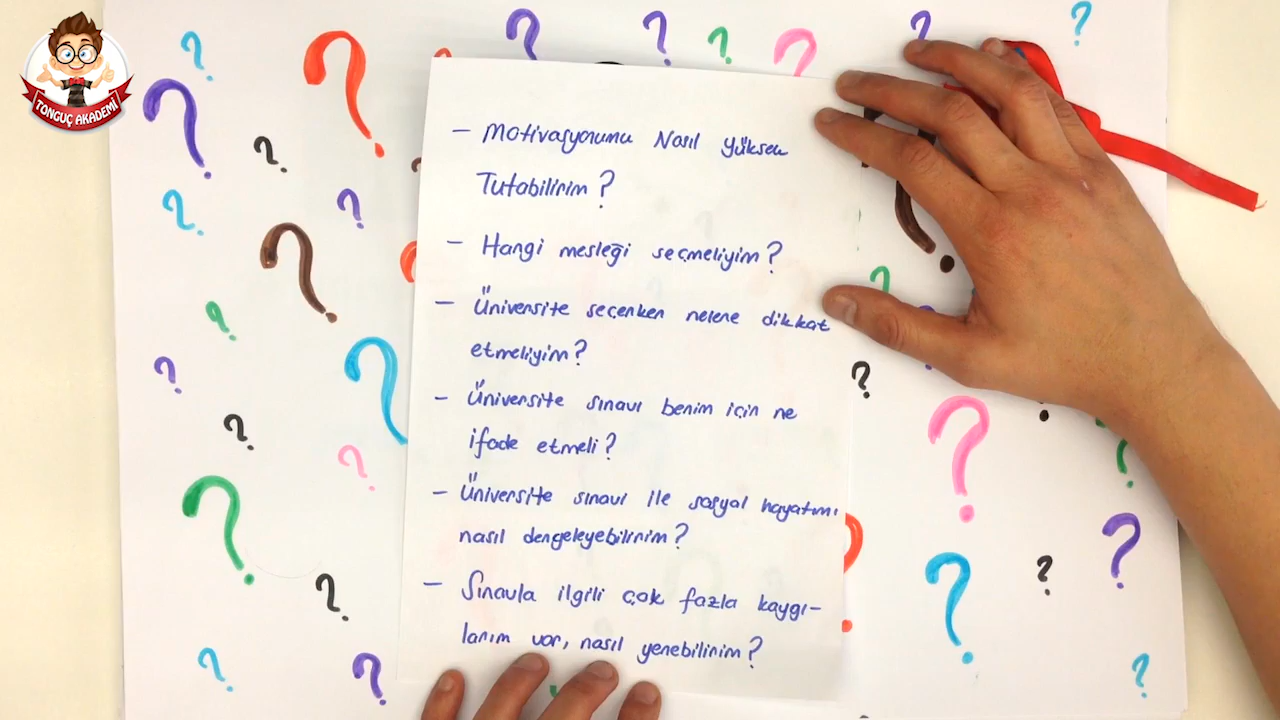 TONGUÇ AKADEMİ
- Motivasyonumu Nasıl Yüksek
Tutabilirim?
- Hangi mesleği seçmeliyim?
- Üniversite seçerken nelere dikkat
etmeliyim?
- Üniversite sınavı benim için ne
ifade etmeli?
- Üniversite sınavı ile sosyal hayatımı
nasıl dengeleyebilirim?
- Sınavla ilgili çok fazla kaygı-
larım var, nasıl yenebilirim?